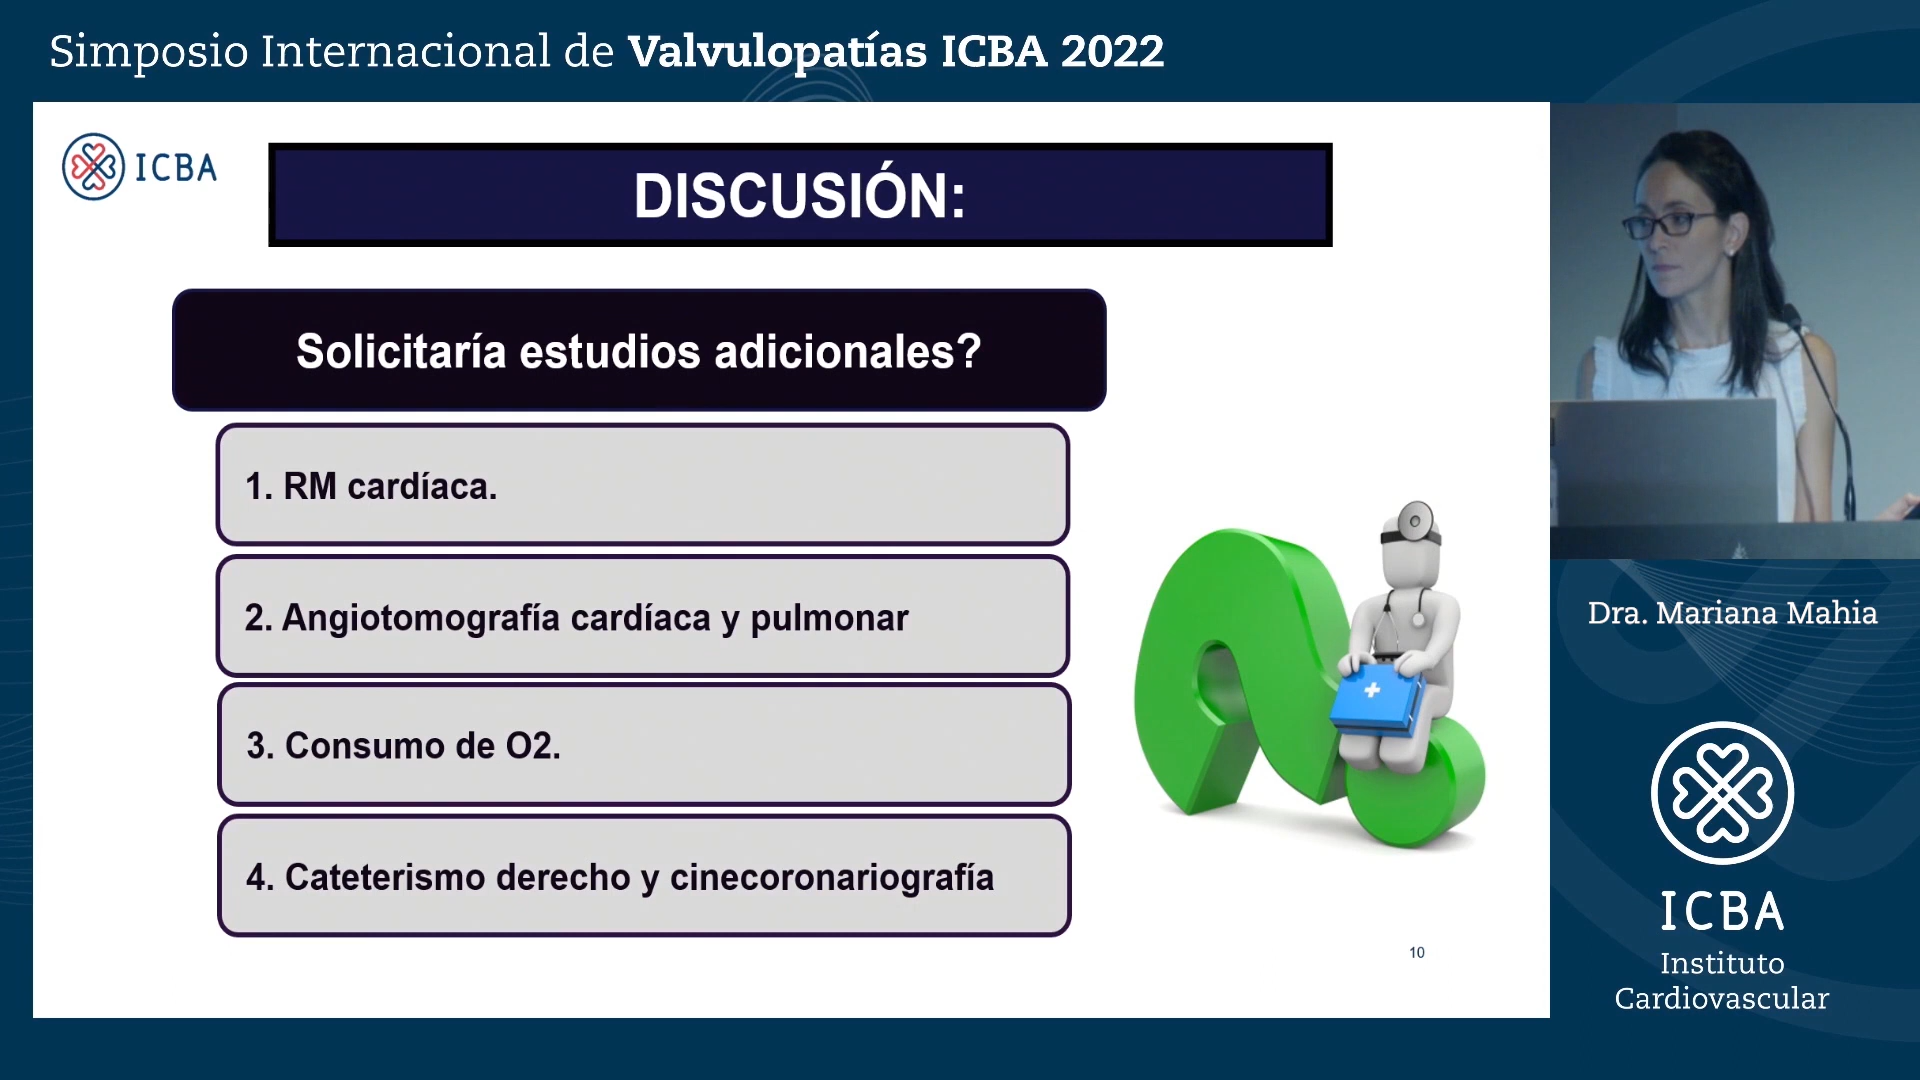 Simposio Internacional de Valvulopatías ICBA 2022
ICBA
DISCUSIÓN:
Solicitaría estudios adicionales?
1. RM cardíaca.
2. Angiotomografía cardíaca y pulmonar
3. Consumo de O2.
4. Cateterismo derecho y cinecoronariografía
10
Dra. Mariana Mahia
ICBA
Instituto
Cardiovascular